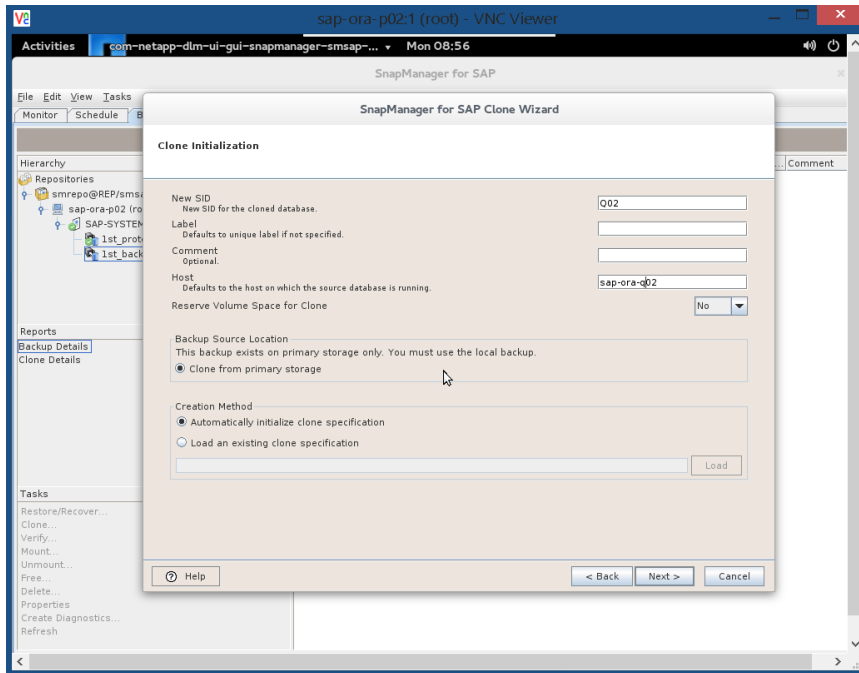 V2 sap-ora-p02:1 (root) - VNC Viewer
Activities com-netapp-dlm-ui-gui-snapmanager-smsap-... Mon 08:56
SnapManager for SAP
File Edit View Tasks
Monitor Schedule B
SnapManager for SAP Clone Wizard
Clone Initialization
Hierarchy
... Comment
Repositories
smrepo@REP/smsa
sap-ora-p02 (ro
SAP-SYSTEM
1st_prot
1st_back
New SID
New SID for the cloned database.
Q02
Label
Defaults to unique label if not specified.
Comment
Optional.
Host
Defaults to the host on which the source database is running.
sap-ora-q02
Reserve Volume Space for Clone
No
Reports
Backup Details
Clone Details
Backup Source Location
This backup exists on primary storage only. You must use the local backup.
Clone from primary storage
Creation Method
Automatically initialize clone specification
Load an existing clone specification
Load
Tasks
Restore/Recover...
Clone...
Verify...
Mount...
Unmount...
Free...
Delete...
Properties
Create Diagnostics...
Refresh
Help
< Back Next > Cancel